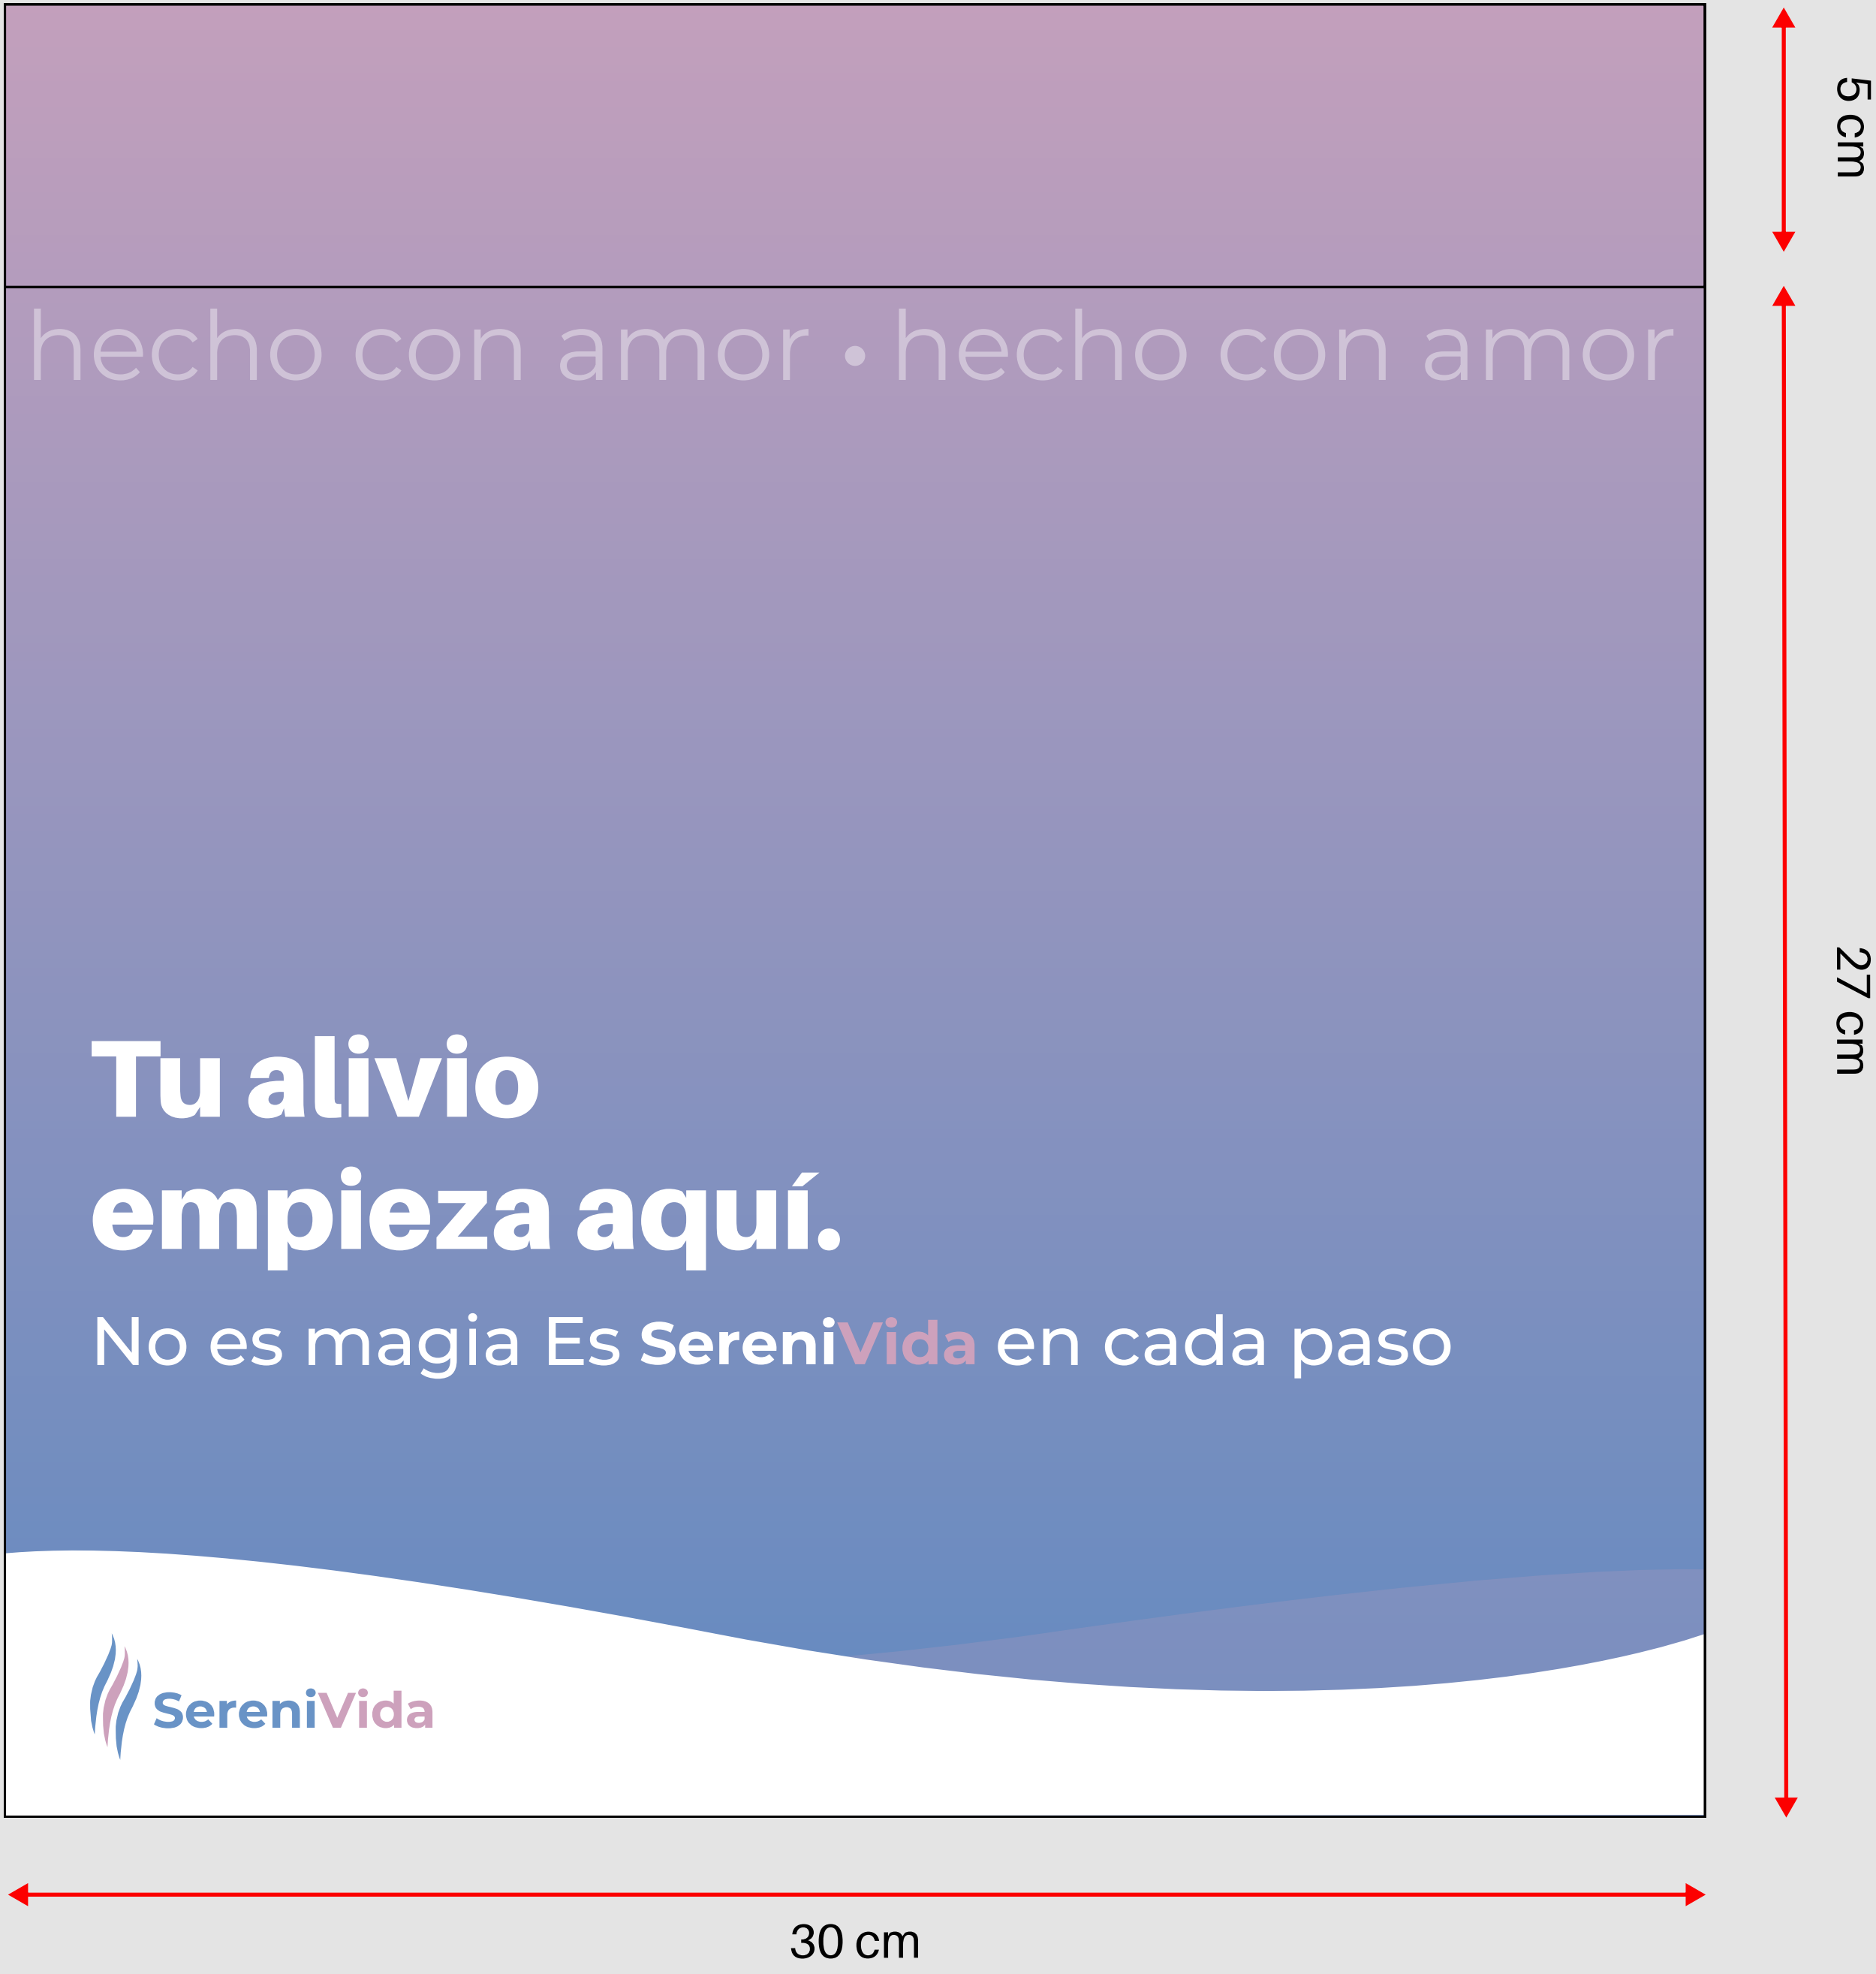 5 cm
hecho con amor • hecho con amor
27 cm
Tu alivio
empieza aquí.
No es magia Es SereniVida en cada paso
SereniVida
30 cm